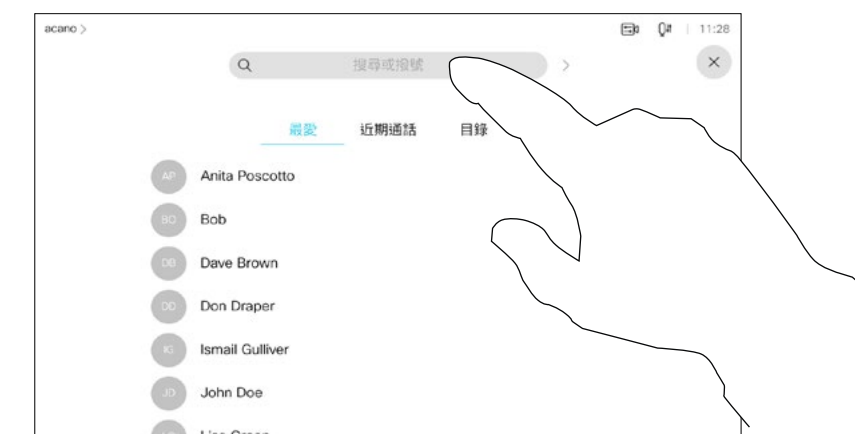 acano >
11:28
搜尋或撥號
最愛 近期通話 目錄
AP Anita Poscotto
BO Bob
DB Dave Brown
DD Don Draper
IG Ismail Gulliver
JD John Doe